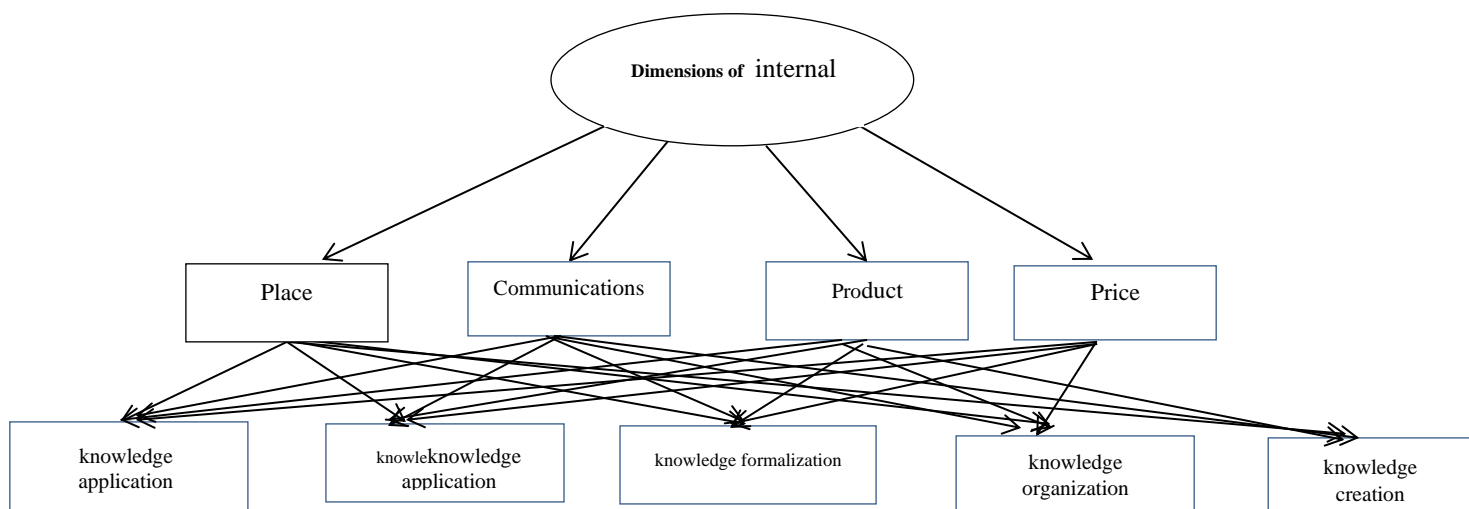 Dimensions of internal
Place
Communications
Product
Price
knowledge
application
knowleknowledge
application
knowledge formalization
knowledge
organization
knowledge
creation